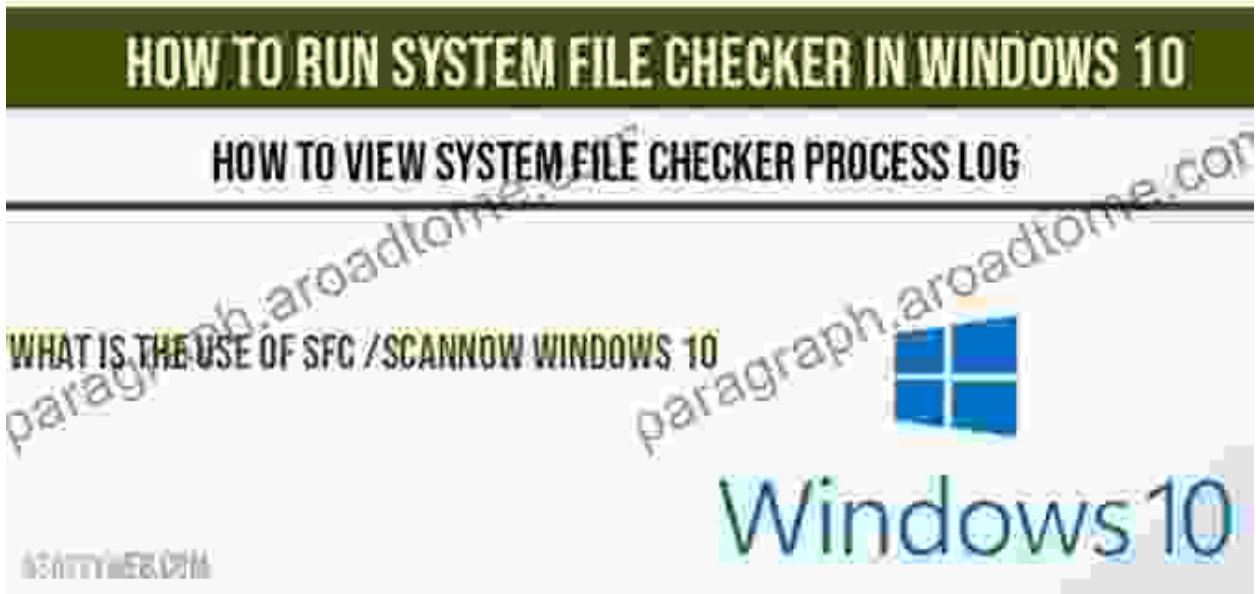 HOW TO RUN SYSTEM FILE CHECKER IN WINDOWS 10
HOW TO VIEW SYSTEM FILE CHECKER PROCESS LOG
WHAT IS THE USE OF SFC /SCANNOW WINDOWS 10
paragraph.aroadtome.com
paragraph.aroadtome.com
Windows 10